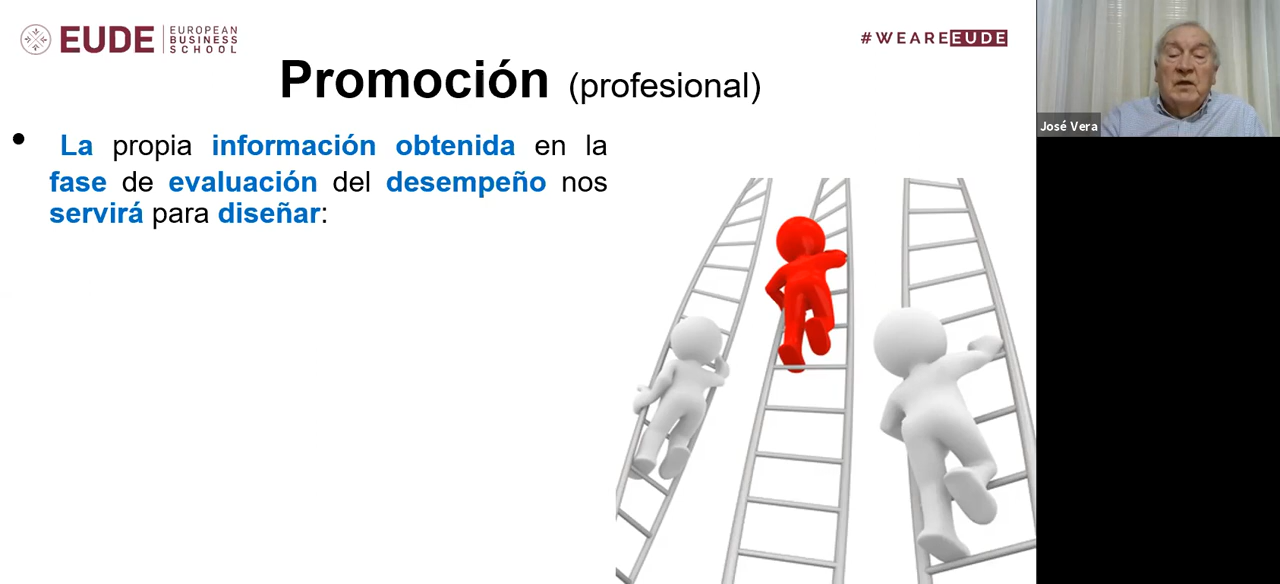 EUDE EUROPEAN
BUSINESS
SCHOOL
#WEAREEUDE
Promoción (profesional)
• La propia información obtenida en la
fase de evaluación del desempeño nos
servirá para diseñar:
José Vera